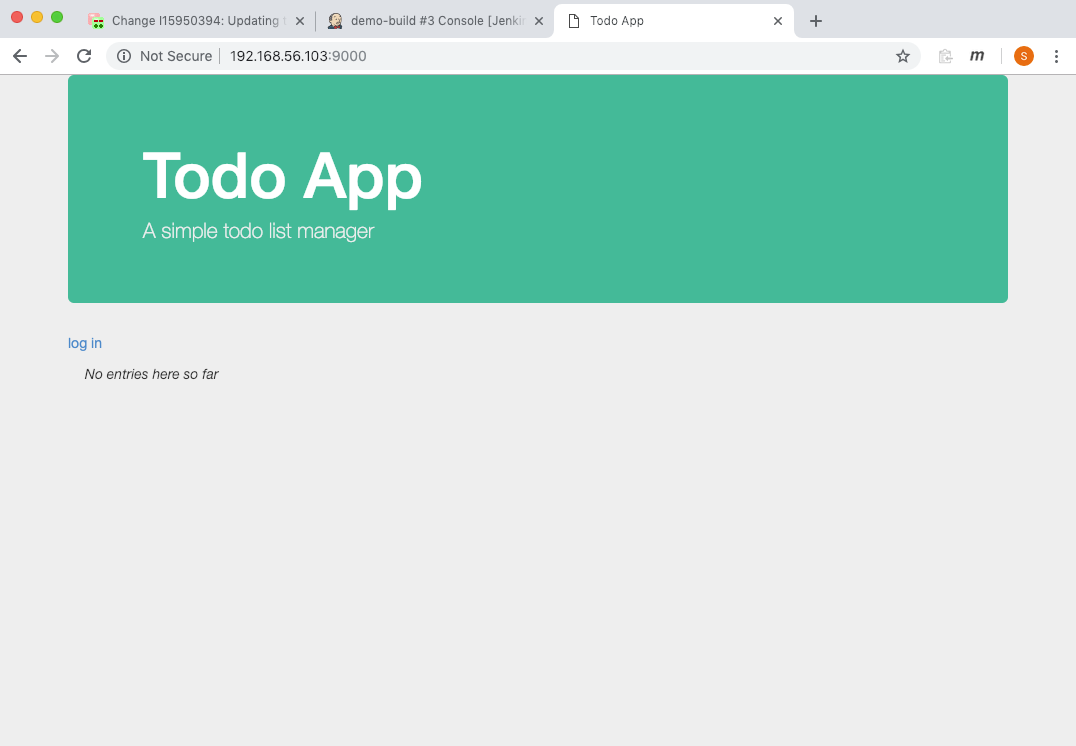 Change I15950394: Updating
demo-build #3 Console [Jenki
Todo App
Not Secure
192.168.56.103:9000
m
S
Todo App
A simple todo list manager
log in
No entries here so far